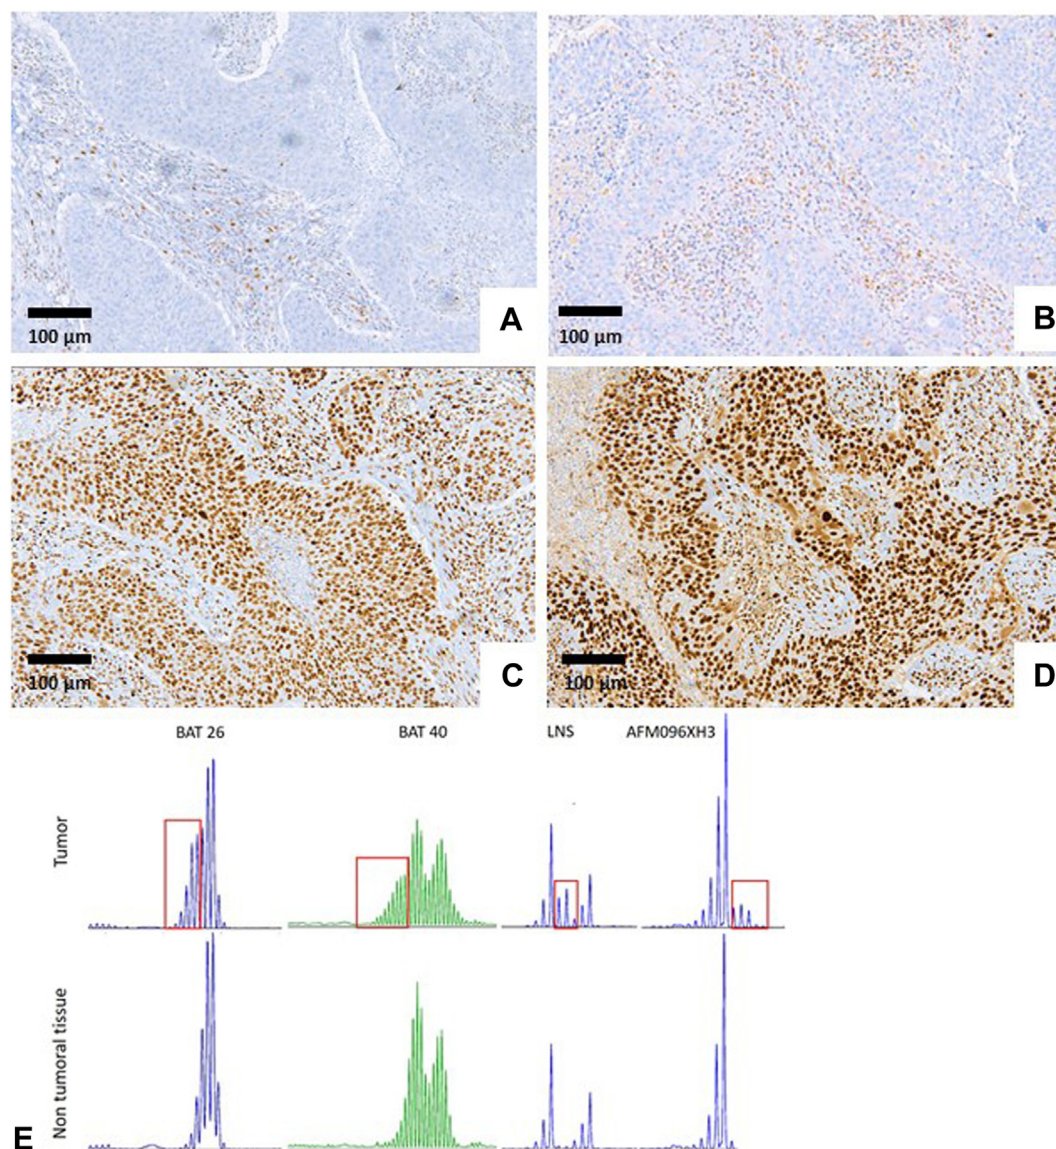 100 µm
A
100 µm
B
100 µm
C
100 µm
D
BAT 26 BAT 40 LNS AFM096XH3
Tumor
Non tumoral tissue
E